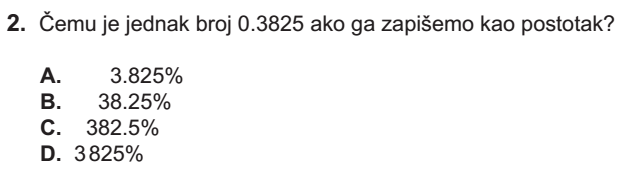 2. Čemu je jednak broj 0.3825 ako ga zapišemo kao postotak?
A. 3.825%
B. 38.25%
C. 382.5%
D. 3825%